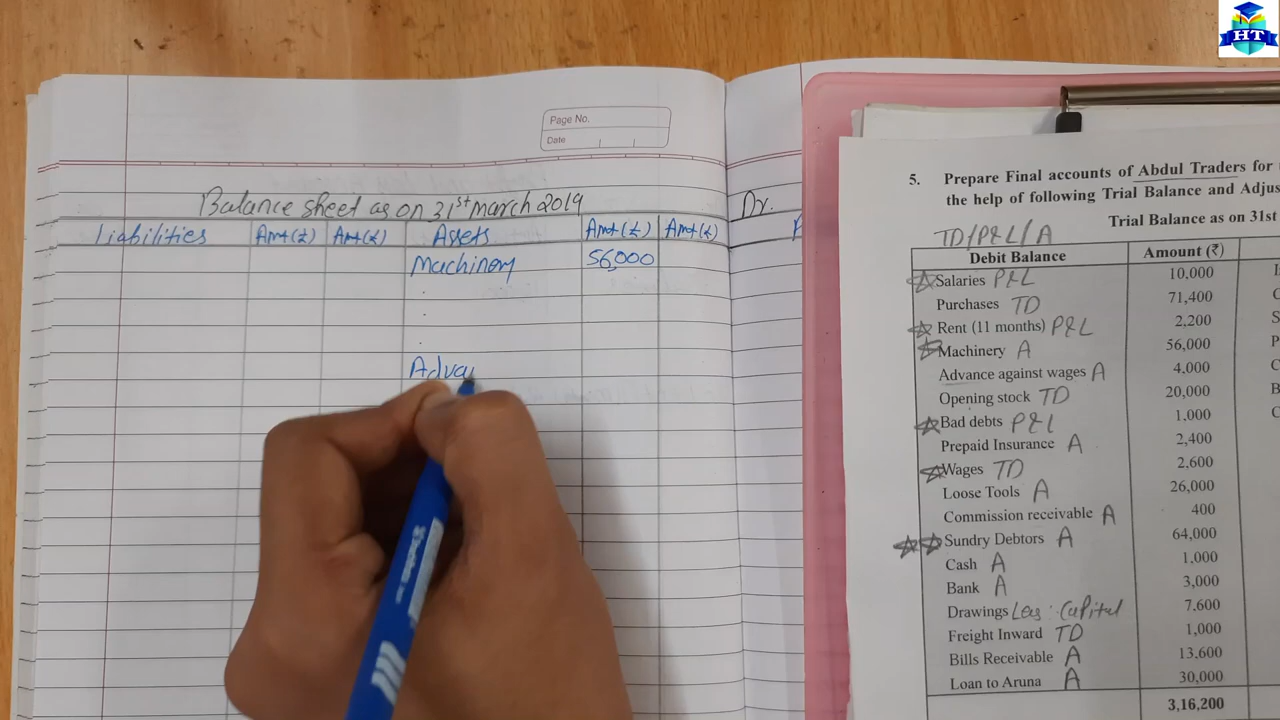 HT
Page No.
Date
Balance sheet as on 31st march 2019
Liabilities Amt(₹) Amt(₹) Assets Amt(₹) Amt(₹)
Machinery 56,000
Adva
Dr.
5. Prepare Final accounts of Abdul Traders for
the help of following Trial Balance and Adjus
Trial Balance as on 31st
TD/P&L/A
Debit Balance Amount (₹)
Salaries P&L 10,000
Purchases TD 71,400
Rent (11 months) P&L 2,200
Machinery A 56,000
Advance against wages A 4,000
Opening stock TD 20,000
Bad debts P&L 1,000
Prepaid Insurance A 2,400
Wages TD 2,600
Loose Tools A 26,000
Commission receivable A 400
Sundry Debtors A 64,000
Cash A 1,000
Bank A 3,000
Drawings Les : Capital 7,600
Freight Inward TD 1,000
Bills Receivable A 13,600
Loan to Aruna A 30,000
3,16,200